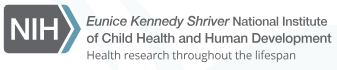 NIH
Eunice Kennedy Shriver National Institute
of Child Health and Human Development
Health research throughout the lifespan